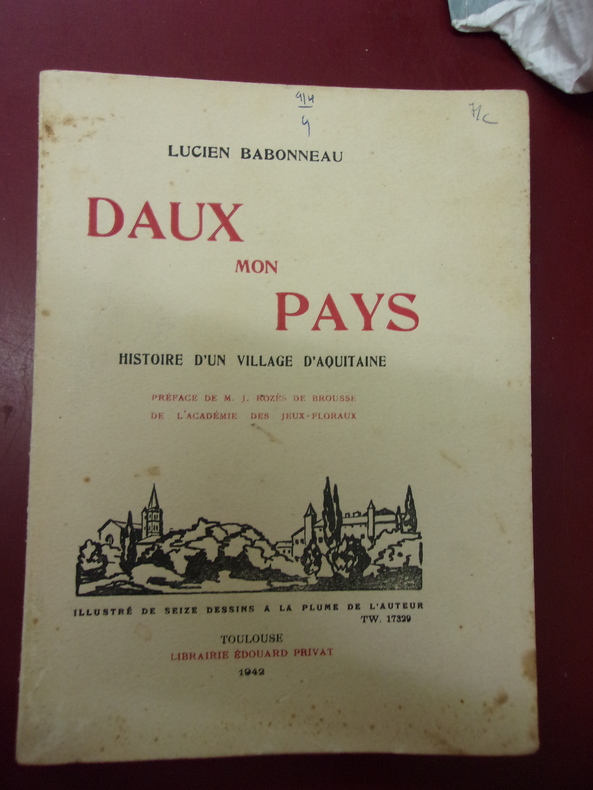 LUCIEN BABONNEAU
DAUX
MON
PAYS
HISTOIRE D'UN VILLAGE D'AQUITAINE
PRÉFACE DE M. J. ROZÈS DE BROUSSE
DE L'ACADÉMIE DES JEUX-FLORAUX
ILLUSTRÉ DE SEIZE DESSINS A LA PLUME DE L'AUTEUR
TW. 17329
TOULOUSE
LIBRAIRIE ÉDOUARD PRIVAT
1942